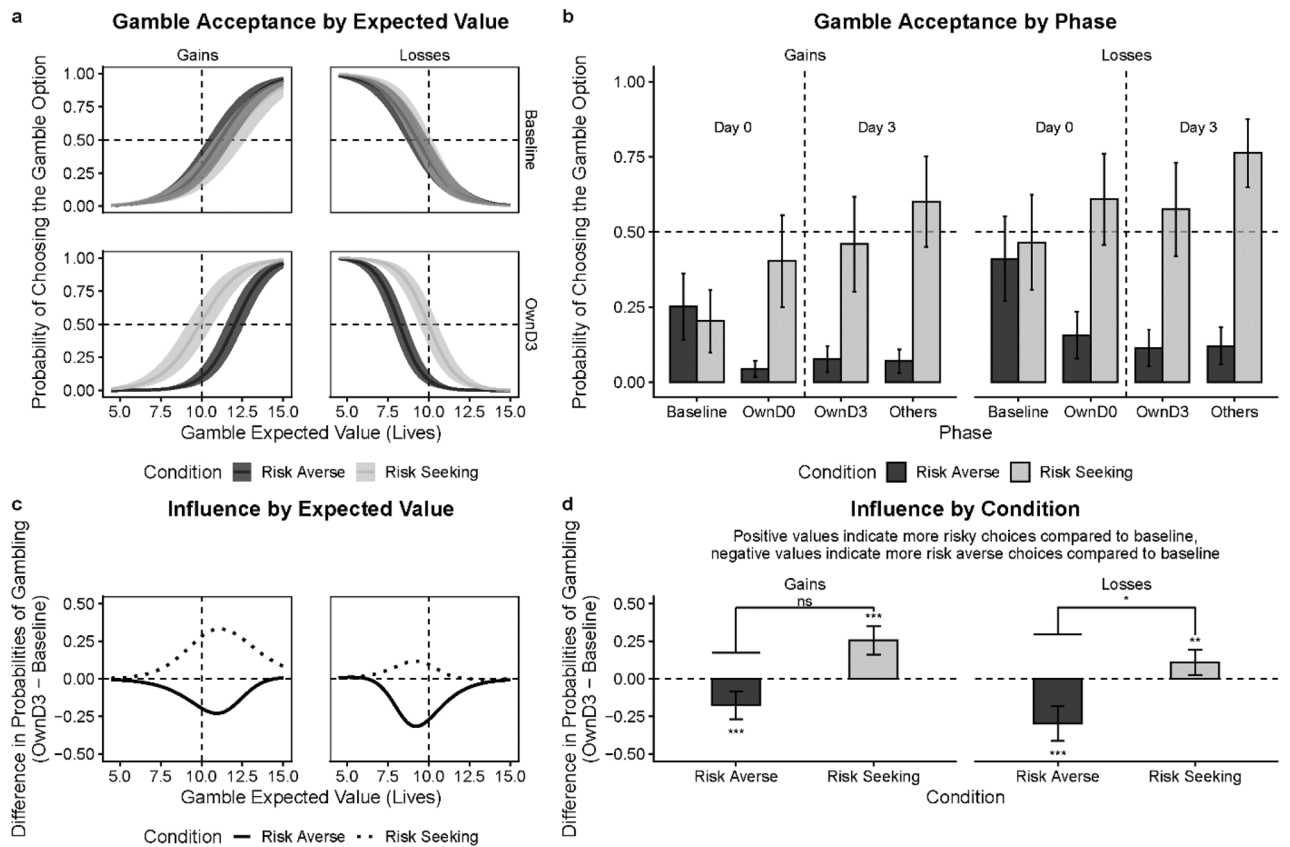 a Gamble Acceptance by Expected Value
Gains Losses
Probability of Choosing the Gamble Option
1.00
0.75
0.50
0.25
0.00
Baseline
1.00
0.75
0.50
0.25
0.00
OwnD3
5.0 7.5 10.0 12.5 15.0 5.0 7.5 10.0 12.5 15.0
Gamble Expected Value (Lives)
Condition Risk Averse Risk Seeking
b Gamble Acceptance by Phase
Gains Losses
Probability of Choosing the Gamble Option
1.00
0.75
0.50
0.25
0.00
Day 0 Day 3 Day 0 Day 3
Baseline OwnD0 OwnD3 Others Baseline OwnD0 OwnD3 Others
Phase
Condition Risk Averse Risk Seeking
c Influence by Expected Value
Difference in Probabilities of Gambling
(OwnD3 − Baseline)
0.50
0.25
0.00
−0.25
−0.50
5.0 7.5 10.0 12.5 15.0 5.0 7.5 10.0 12.5 15.0
Gamble Expected Value (Lives)
Condition Risk Averse Risk Seeking
d Influence by Condition
Positive values indicate more risky choices compared to baseline,
negative values indicate more risk averse choices compared to baseline
Gains Losses
Difference in Probabilities of Gambling
(OwnD3 − Baseline)
0.50
0.25
0.00
−0.25
−0.50
ns *
*** **
*** ***
Risk Averse Risk Seeking Risk Averse Risk Seeking
Condition